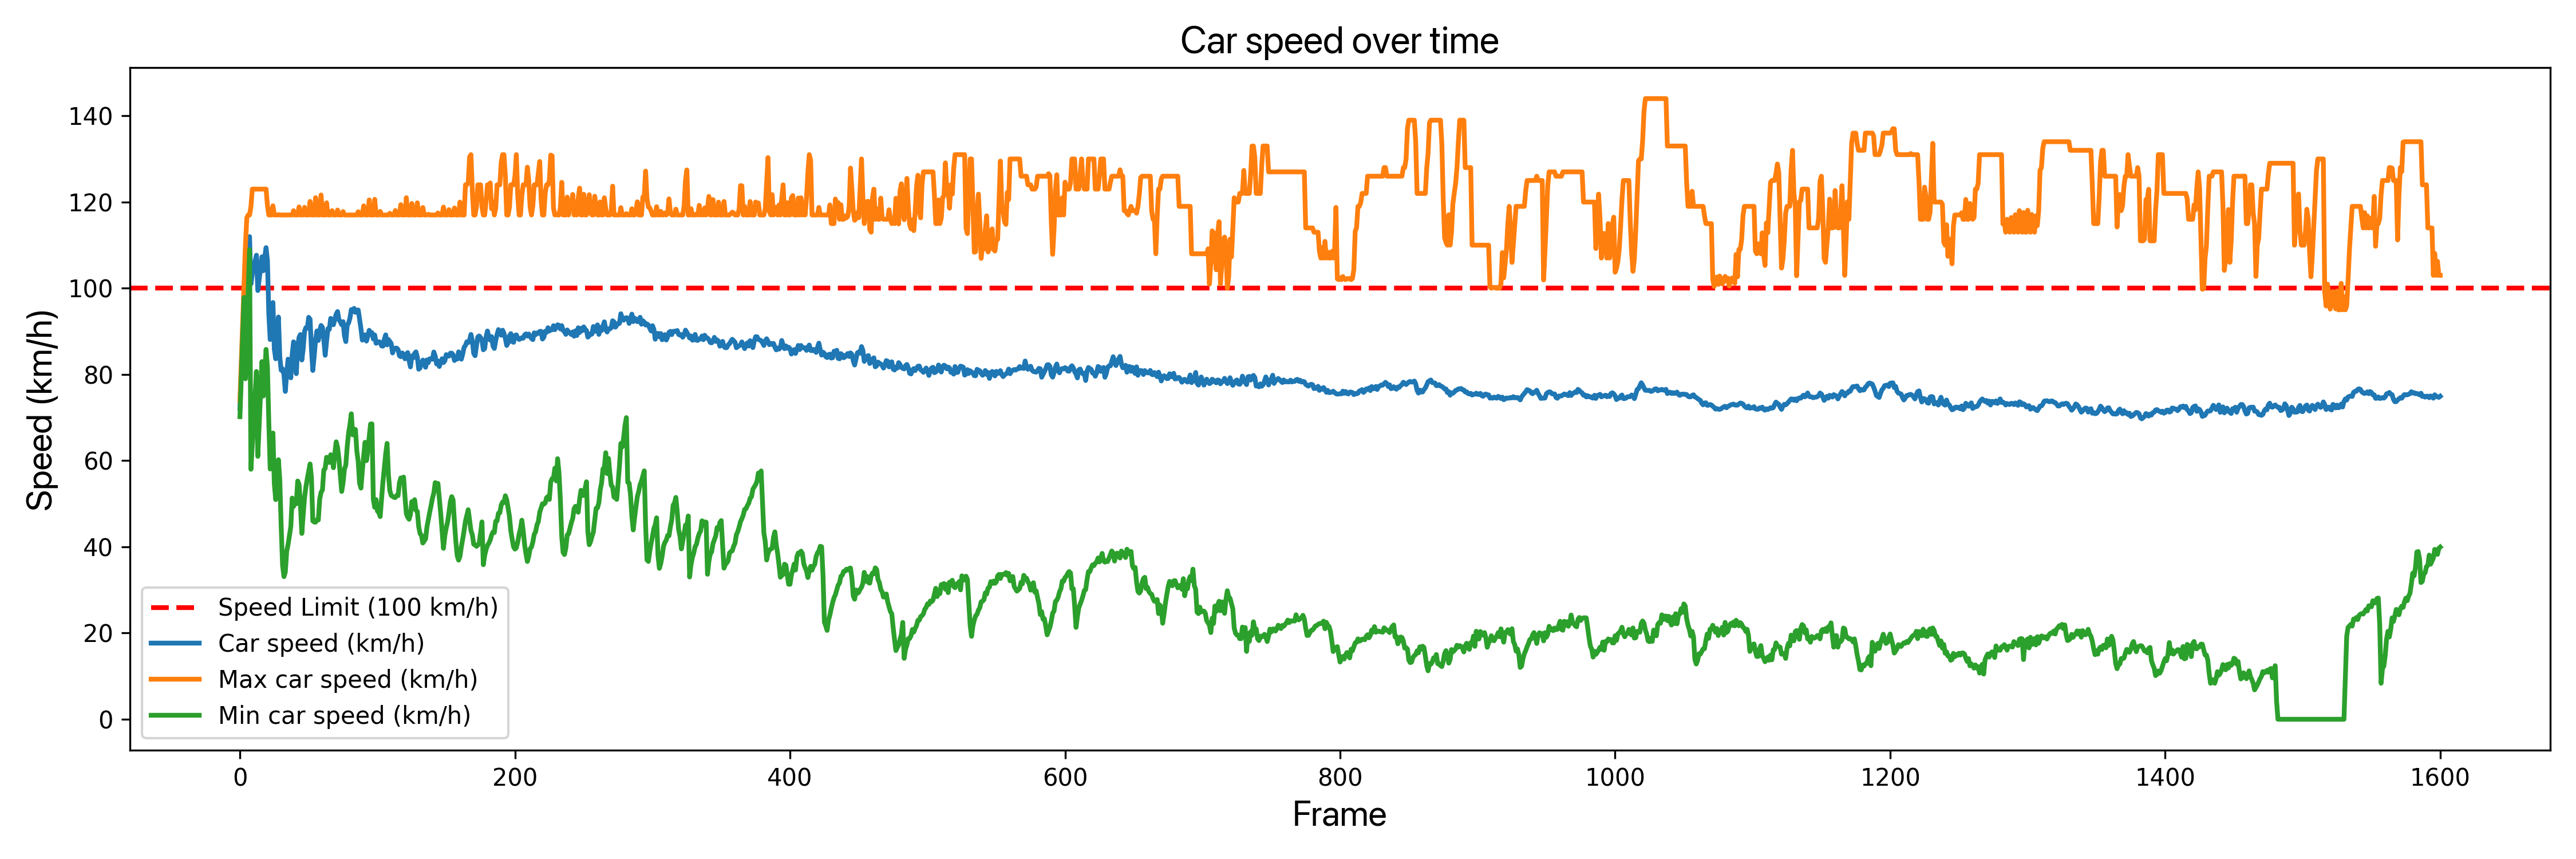 Car speed over time
Speed (km/h)
140
120
100
80
60
40
20
0
Speed Limit (100 km/h)
Car speed (km/h)
Max car speed (km/h)
Min car speed (km/h)
0 200 400 600 800 1000 1200 1400 1600
Frame